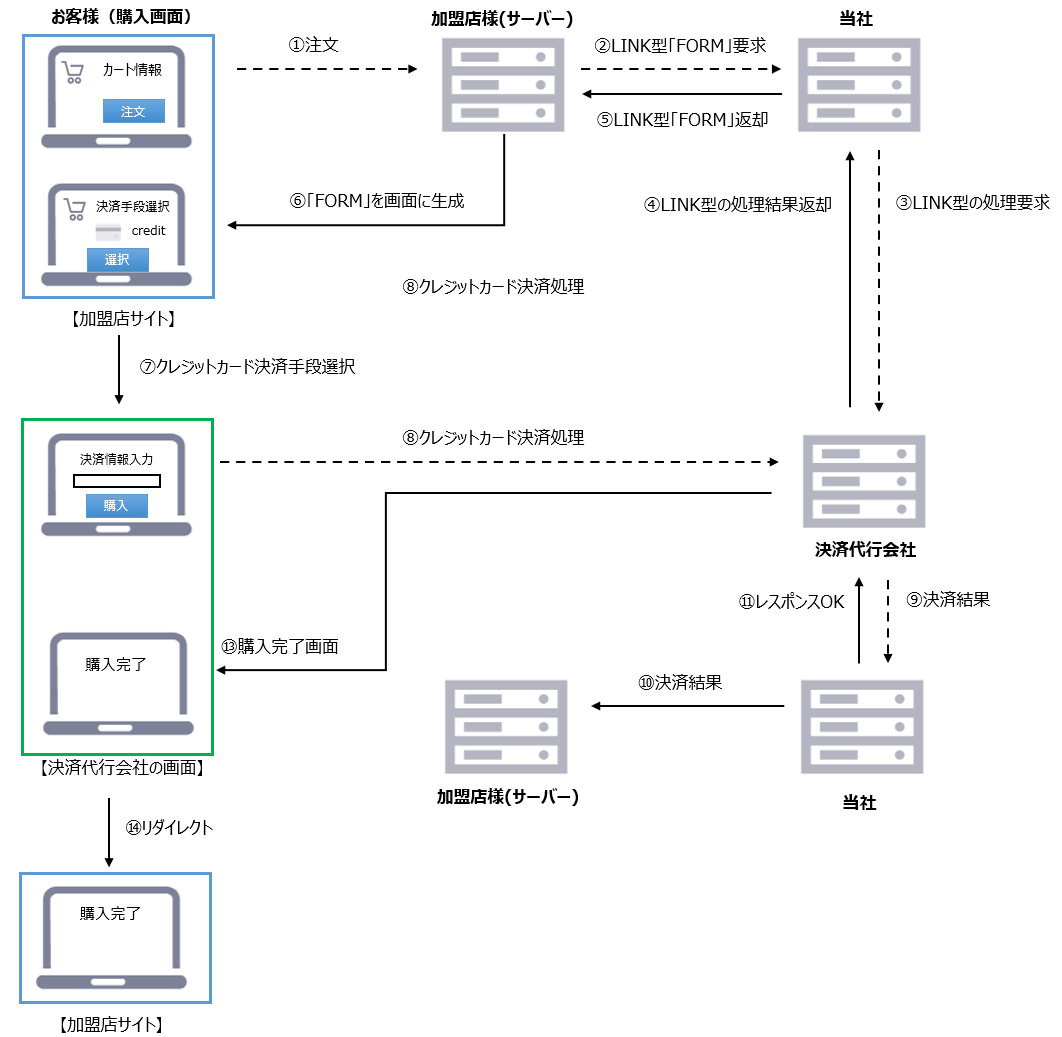 お客様（購入画面）
加盟店様(サーバー)
当社
①注文
②LINK型「FORM」要求
カート情報
注文
⑤LINK型「FORM」返却
⑥「FORM」を画面に生成
④LINK型の処理結果返却
③LINK型の処理要求
決済手段選択
credit
選択
⑧クレジットカード決済処理
【加盟店サイト】
⑦クレジットカード決済手段選択
⑧クレジットカード決済処理
決済情報入力
購入
決済代行会社
⑪レスポンスOK
⑨決済結果
⑬購入完了画面
購入完了
⑩決済結果
【決済代行会社の画面】
加盟店様(サーバー)
当社
⑭リダイレクト
購入完了
【加盟店サイト】